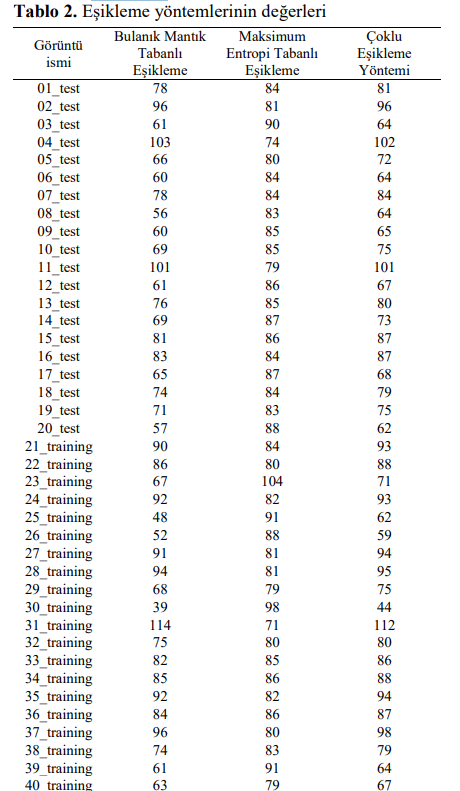 Tablo 2. Eşikleme yöntemlerinin değerleri
Görüntü ismi Bulanık Mantık Tabanlı Eşikleme Maksimum Entropi Tabanlı Eşikleme Çoklu Eşikleme Yöntemi
01_test 78 84 81
02_test 96 81 96
03_test 61 90 64
04_test 103 74 102
05_test 66 80 72
06_test 60 84 64
07_test 78 84 84
08_test 56 83 64
09_test 60 85 65
10_test 69 85 75
11_test 101 79 101
12_test 61 86 67
13_test 76 85 80
14_test 69 87 73
15_test 81 86 87
16_test 83 84 87
17_test 65 87 68
18_test 74 84 79
19_test 71 83 75
20_test 57 88 62
21_training 90 84 93
22_training 86 80 88
23_training 67 104 71
24_training 92 82 93
25_training 48 91 62
26_training 52 88 59
27_training 91 81 94
28_training 94 81 95
29_training 68 79 75
30_training 39 98 44
31_training 114 71 112
32_training 75 80 80
33_training 82 85 86
34_training 85 86 88
35_training 92 82 94
36_training 84 86 87
37_training 96 80 98
38_training 74 83 79
39_training 61 91 64
40_training 63 79 67